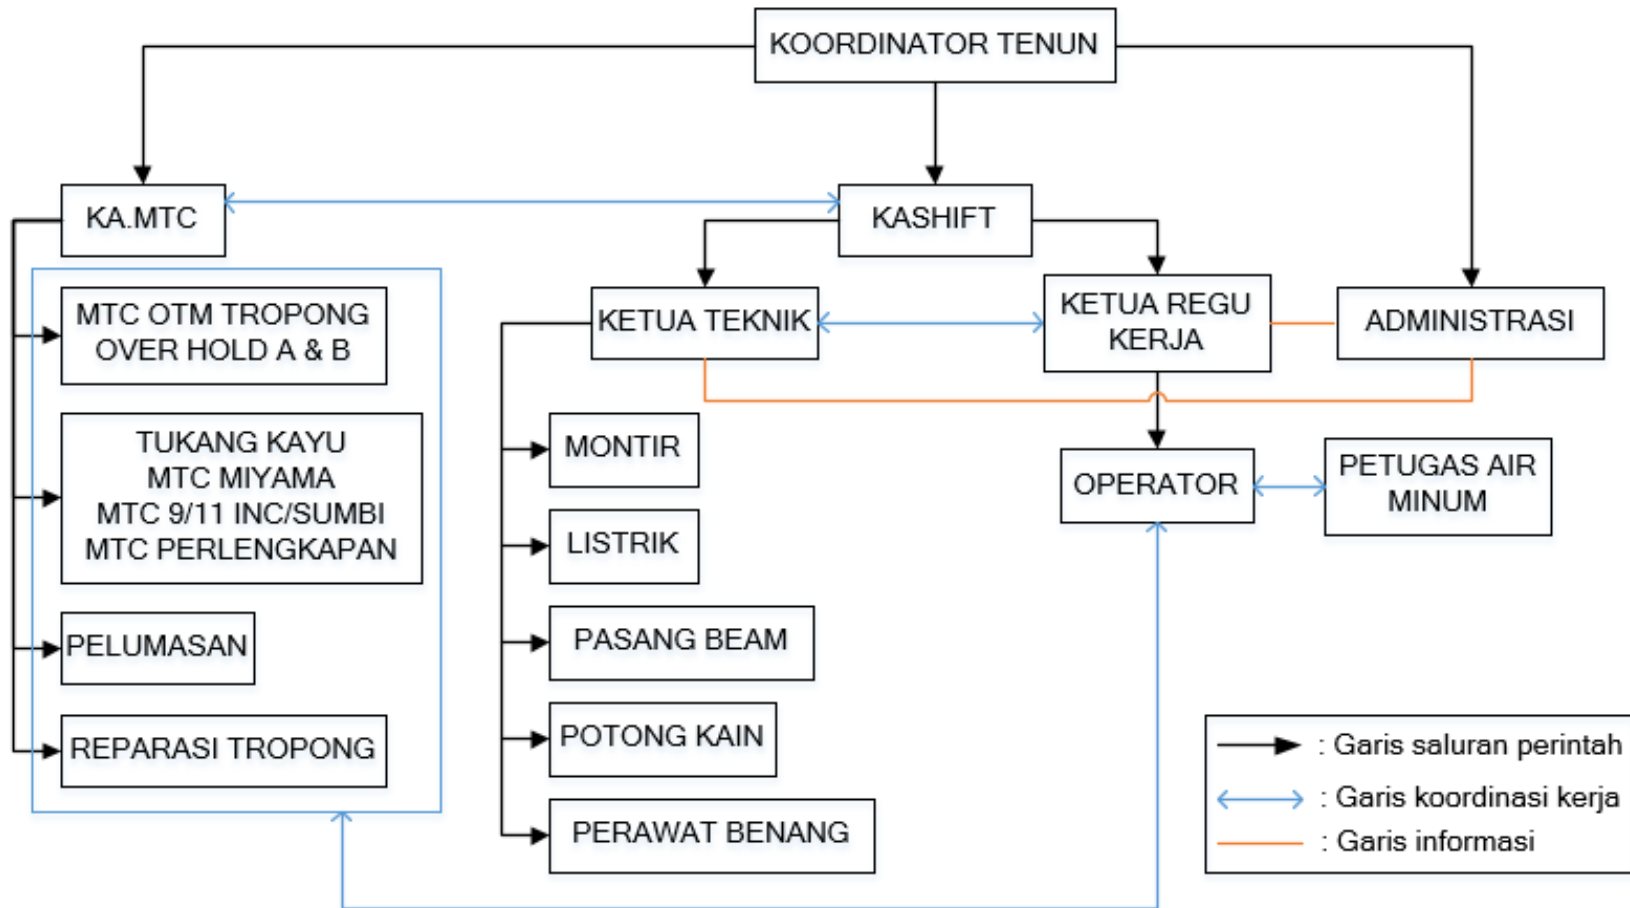 KOORDINATOR TENUN
KA.MTC
KASHIFT
MTC OTM TROPONG
OVER HOLD A & B
KETUA TEKNIK
KETUA REGU
KERJA
ADMINISTRASI
TUKANG KAYU
MTC MIYAMA
MTC 9/11 INC/SUMBI
MTC PERLENGKAPAN
MONTIR
OPERATOR
PETUGAS AIR
MINUM
LISTRIK
PELUMASAN
PASANG BEAM
REPARASI TROPONG
POTONG KAIN
PERAWAT BENANG
: Garis saluran perintah
: Garis koordinasi kerja
: Garis informasi